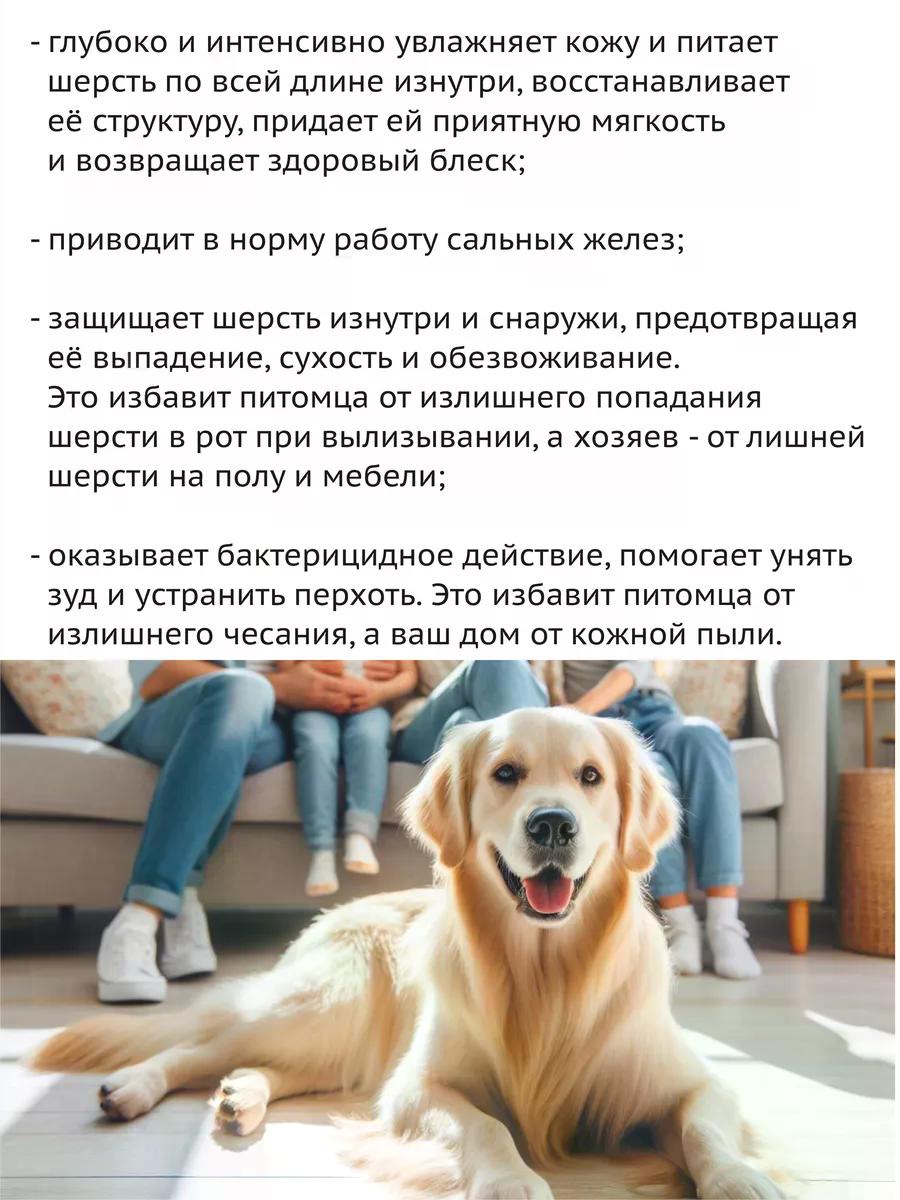 - глубоко и интенсивно увлажняет кожу и питает
шерсть по всей длине изнутри, восстанавливает
её структуру, придает ей приятную мягкость
и возвращает здоровый блеск;
- приводит в норму работу сальных желез;
- защищает шерсть изнутри и снаружи, предотвращая
её выпадение, сухость и обезвоживание.
Это избавит питомца от излишнего попадания
шерсти в рот при вылизывании, а хозяев - от лишней
шерсти на полу и мебели;
- оказывает бактерицидное действие, помогает унять
зуд и устранить перхоть. Это избавит питомца от
излишнего чесания, а ваш дом от кожной пыли.